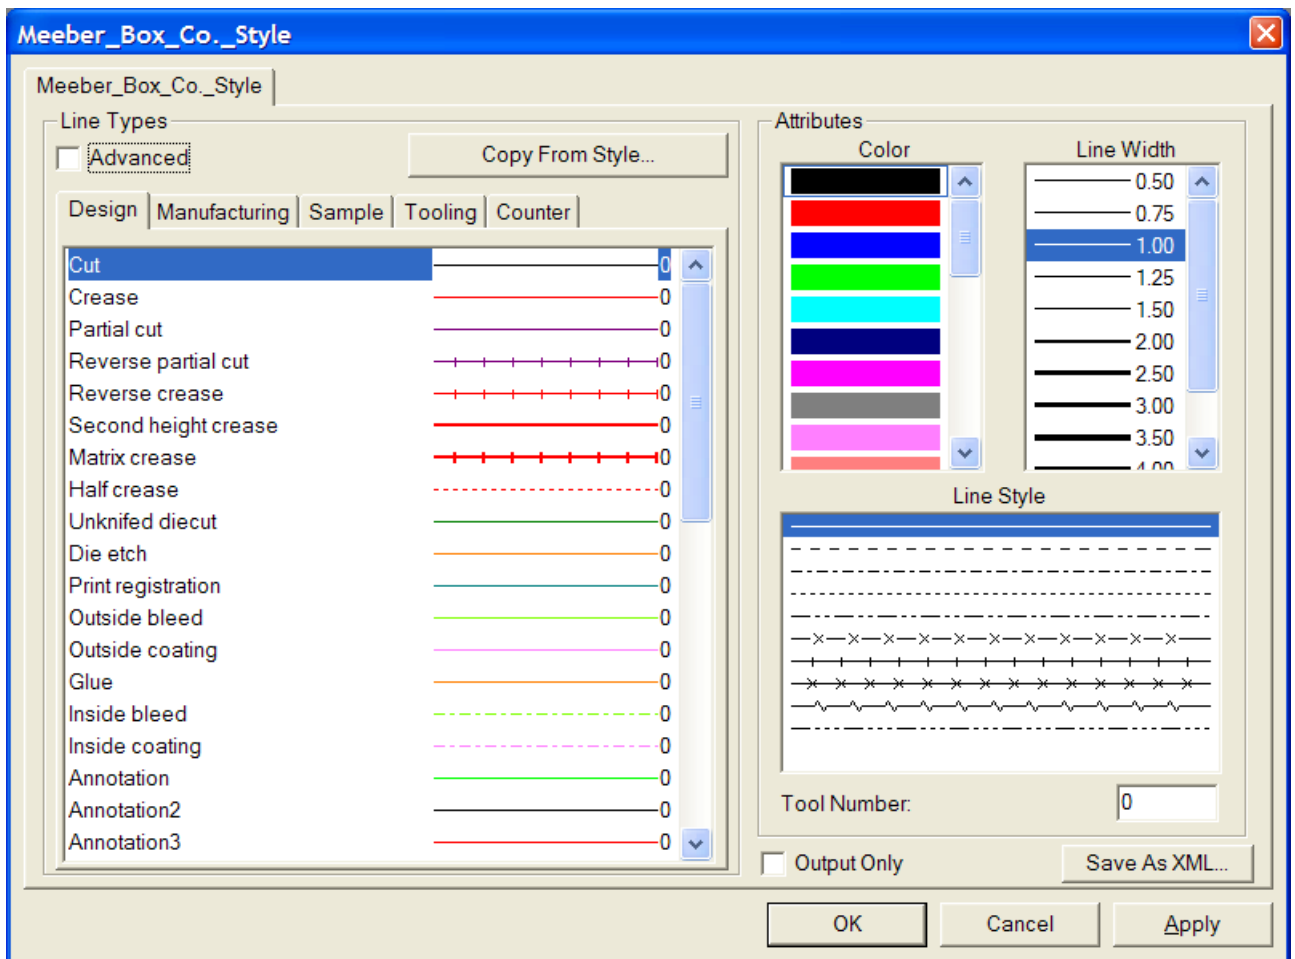 Meeber_Box_Co._Style
Meeber_Box_Co._Style
Line Types
Advanced
Copy From Style...
Design Manufacturing Sample Tooling Counter
Cut 0
Crease 0
Partial cut 0
Reverse partial cut 0
Reverse crease 0
Second height crease 0
Matrix crease 0
Half crease 0
Unknifed diecut 0
Die etch 0
Print registration 0
Outside bleed 0
Outside coating 0
Glue 0
Inside bleed 0
Inside coating 0
Annotation 0
Annotation2 0
Annotation3 0
Attributes
Color
Line Width
0.50
0.75
1.00
1.25
1.50
2.00
2.50
3.00
3.50
4.00
Line Style
Tool Number: 0
Output Only
Save As XML...
OK Cancel Apply